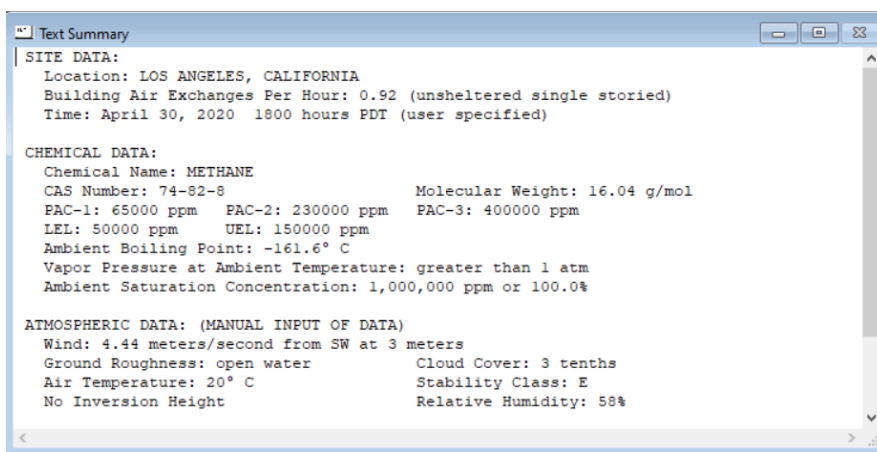 Text Summary
SITE DATA:
Location: LOS ANGELES, CALIFORNIA
Building Air Exchanges Per Hour: 0.92 (unsheltered single storied)
Time: April 30, 2020  1800 hours PDT (user specified)
CHEMICAL DATA:
Chemical Name: METHANE
CAS Number: 74-82-8    Molecular Weight: 16.04 g/mol
PAC-1: 65000 ppm   PAC-2: 230000 ppm   PAC-3: 400000 ppm
LEL: 50000 ppm    UEL: 150000 ppm
Ambient Boiling Point: -161.6° C
Vapor Pressure at Ambient Temperature: greater than 1 atm
Ambient Saturation Concentration: 1,000,000 ppm or 100.0%
ATMOSPHERIC DATA: (MANUAL INPUT OF DATA)
Wind: 4.44 meters/second from SW at 3 meters
Ground Roughness: open water    Cloud Cover: 3 tenths
Air Temperature: 20° C    Stability Class: E
No Inversion Height    Relative Humidity: 58%